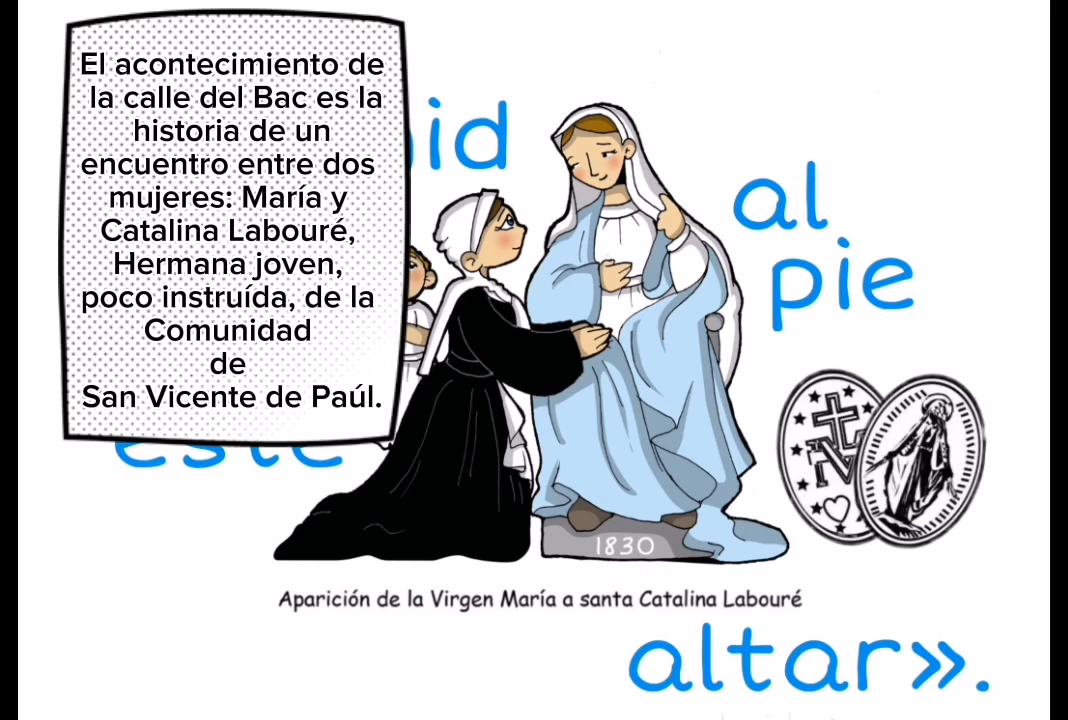 El acontecimiento de
la calle del Bac es la
historia de un
encuentro entre dos
mujeres: María y
Catalina Labouré,
Hermana joven,
poco instruída, de la
Comunidad
de
San Vicente de Paúl.
al
pie
1830
Aparición de la Virgen María a santa Catalina Labouré
altar».